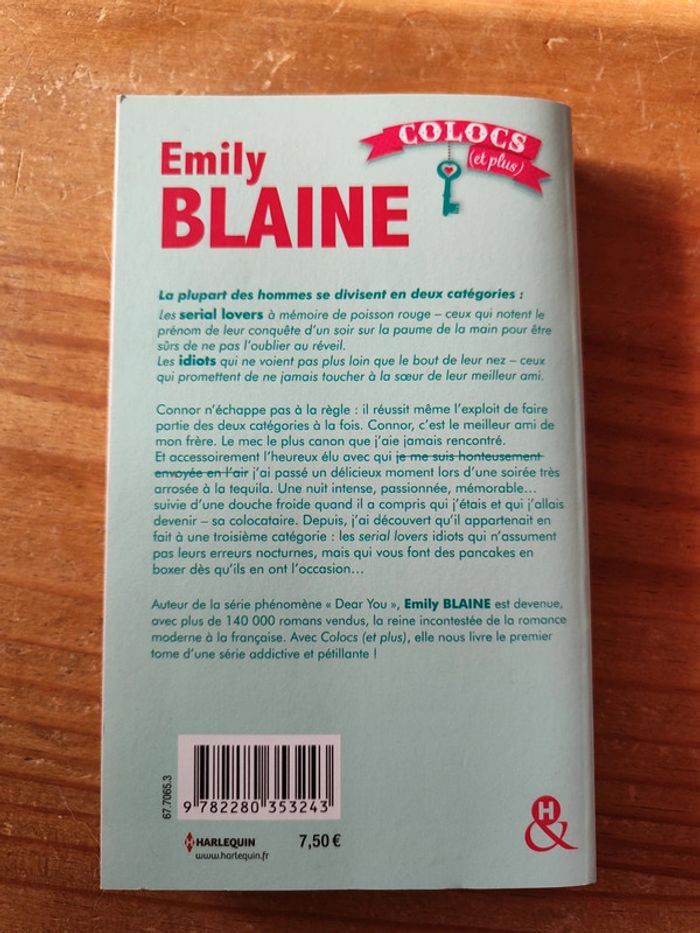 COLOCS
(et plus)
Emily
BLAINE
La plupart des hommes se divisent en deux catégories :
Les serial lovers à mémoire de poisson rouge – ceux qui notent le
prénom de leur conquête d'un soir sur la paume de la main pour être
sûrs de ne pas l'oublier au réveil.
Les idiots qui ne voient pas plus loin que le bout de leur nez – ceux
qui promettent de ne jamais toucher à la sœur de leur meilleur ami.
Connor n'échappe pas à la règle : il réussit même l'exploit de faire
partie des deux catégories à la fois. Connor, c'est le meilleur ami de
mon frère. Le mec le plus canon que j'aie jamais rencontré.
Et accessoirement l'heureux élu avec qui je me suis honteusement
envoyée en l'air j'ai passé un délicieux moment lors d'une soirée très
arrosée à la tequila. Une nuit intense, passionnée, mémorable...
suivie d'une douche froide quand il a compris qui j'étais et qui j'allais
devenir – sa colocataire. Depuis, j'ai découvert qu'il appartenait en
fait à une troisième catégorie : les serial lovers idiots qui n'assument
pas leurs erreurs nocturnes, mais qui vous font des pancakes en
boxer dès qu'ils en ont l'occasion...
Auteur de la série phénomène « Dear You », Emily BLAINE est devenue,
avec plus de 140 000 romans vendus, la reine incontestée de la romance
moderne à la française. Avec Colocs (et plus), elle nous livre le premier
tome d'une série addictive et pétillante !
67.7065.3
9 782280 353243
H HARLEQUIN
www.harlequin.fr
7,50 €
H
&